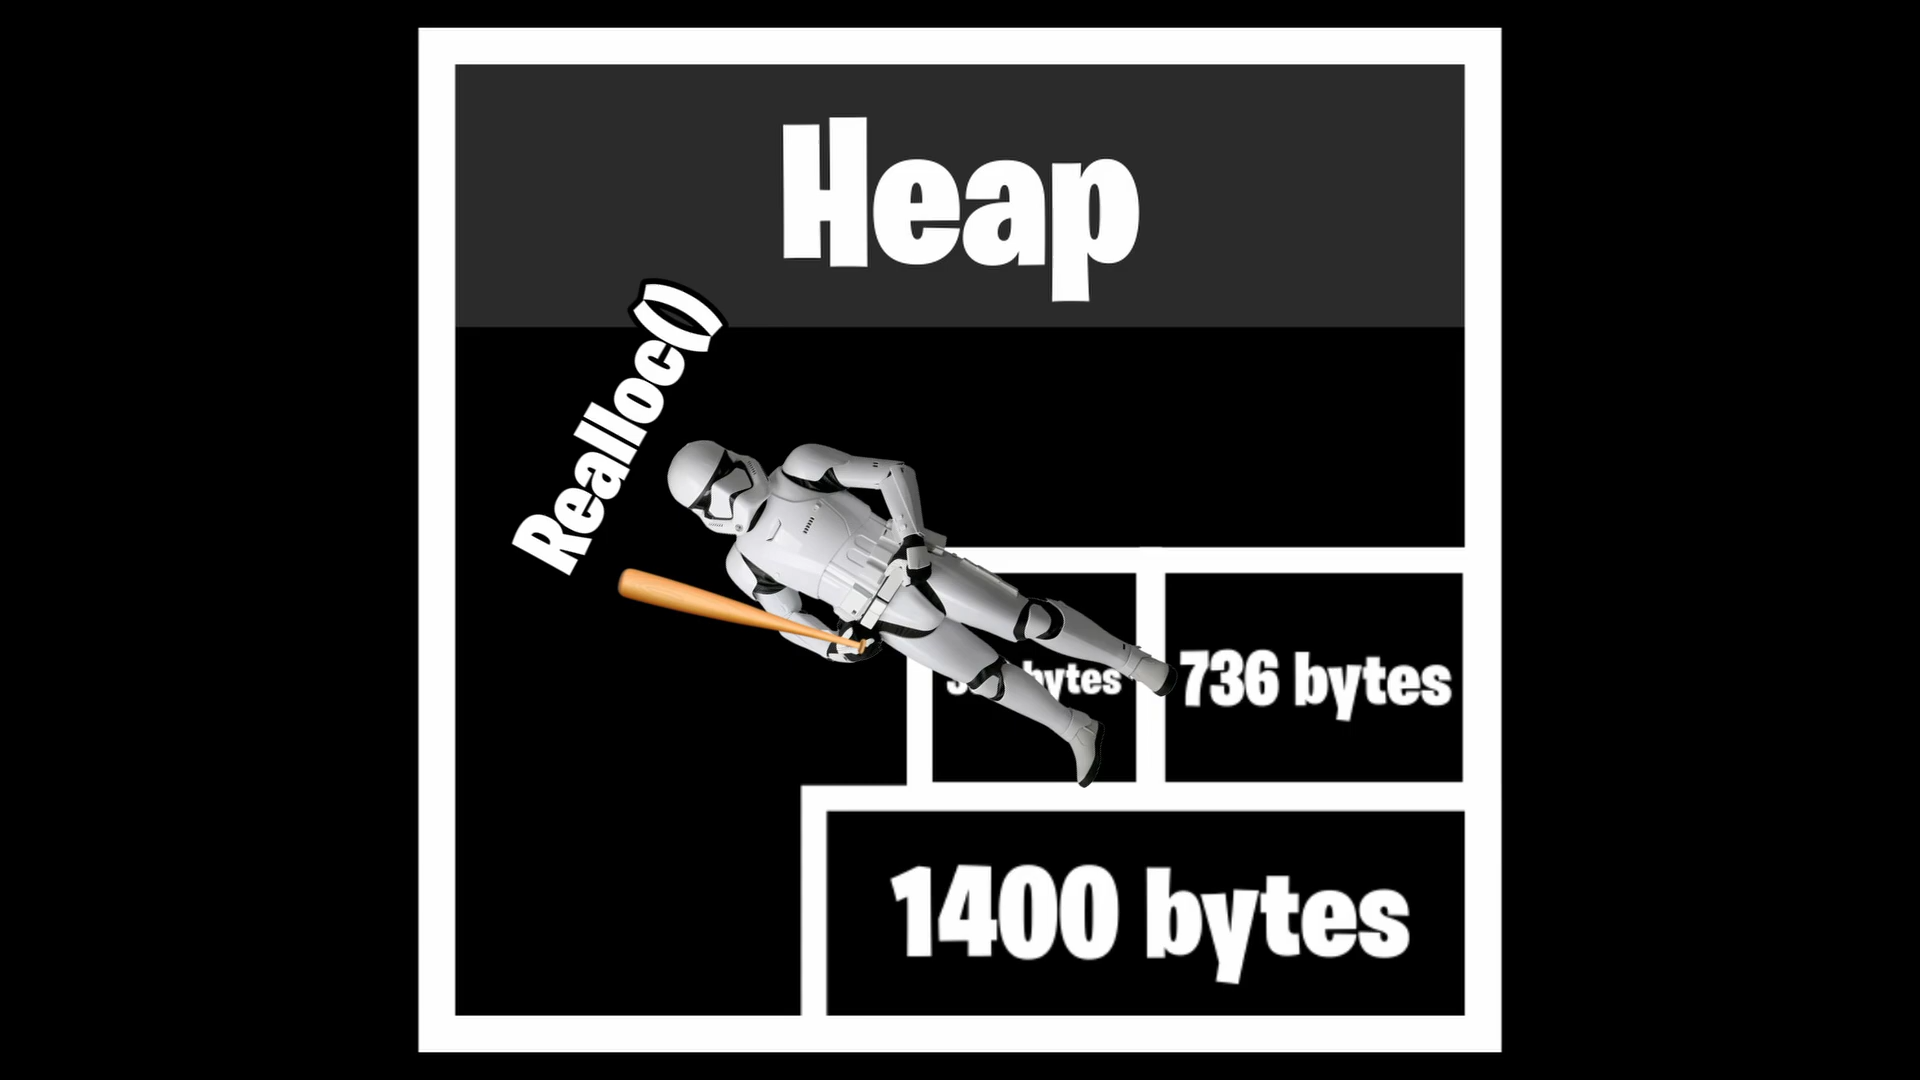 Heap
Realloc()
bytes
736 bytes
1400 bytes